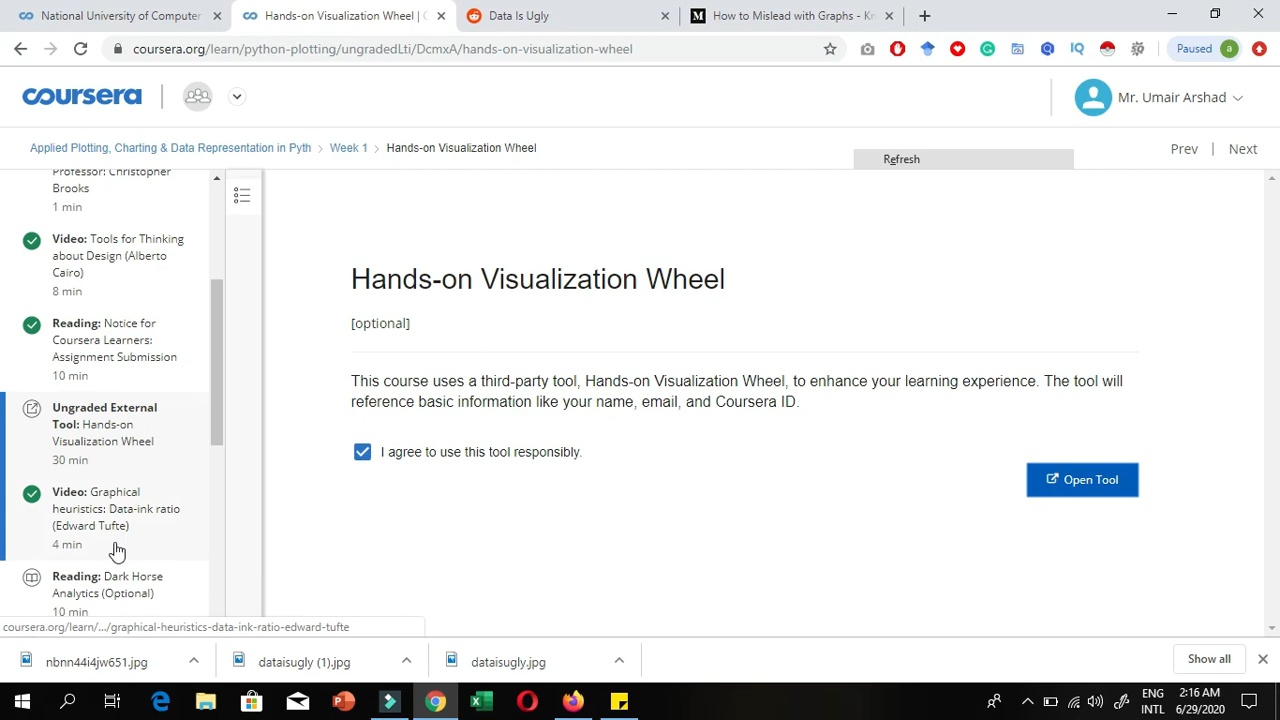 National University of Computer
Hands-on Visualization Wheel | C
Data Is Ugly
How to Mislead with Graphs - Kn
coursera.org/learn/python-plotting/ungradedLti/DcmxA/hands-on-visualization-wheel
IQ
Paused
a
coursera
Mr. Umair Arshad
Applied Plotting, Charting & Data Representation in Pyth
Week 1
Hands-on Visualization Wheel
Refresh
Prev
Next
Professor: Christopher
Brooks
1 min
Video: Tools for Thinking
about Design (Alberto
Cairo)
8 min
Reading: Notice for
Coursera Learners:
Assignment Submission
10 min
Ungraded External
Tool: Hands-on
Visualization Wheel
30 min
Video: Graphical
heuristics: Data-ink ratio
(Edward Tufte)
4 min
Reading: Dark Horse
Analytics (Optional)
10 min
Hands-on Visualization Wheel
[optional]
This course uses a third-party tool, Hands-on Visualization Wheel, to enhance your learning experience. The tool will
reference basic information like your name, email, and Coursera ID.
I agree to use this tool responsibly.
Open Tool
coursera.org/learn/.../graphical-heuristics-data-ink-ratio-edward-tufte
nbnn44i4jw651.jpg
dataisugly (1).jpg
dataisugly.jpg
Show all
ENG
INTL
2:16 AM
6/29/2020